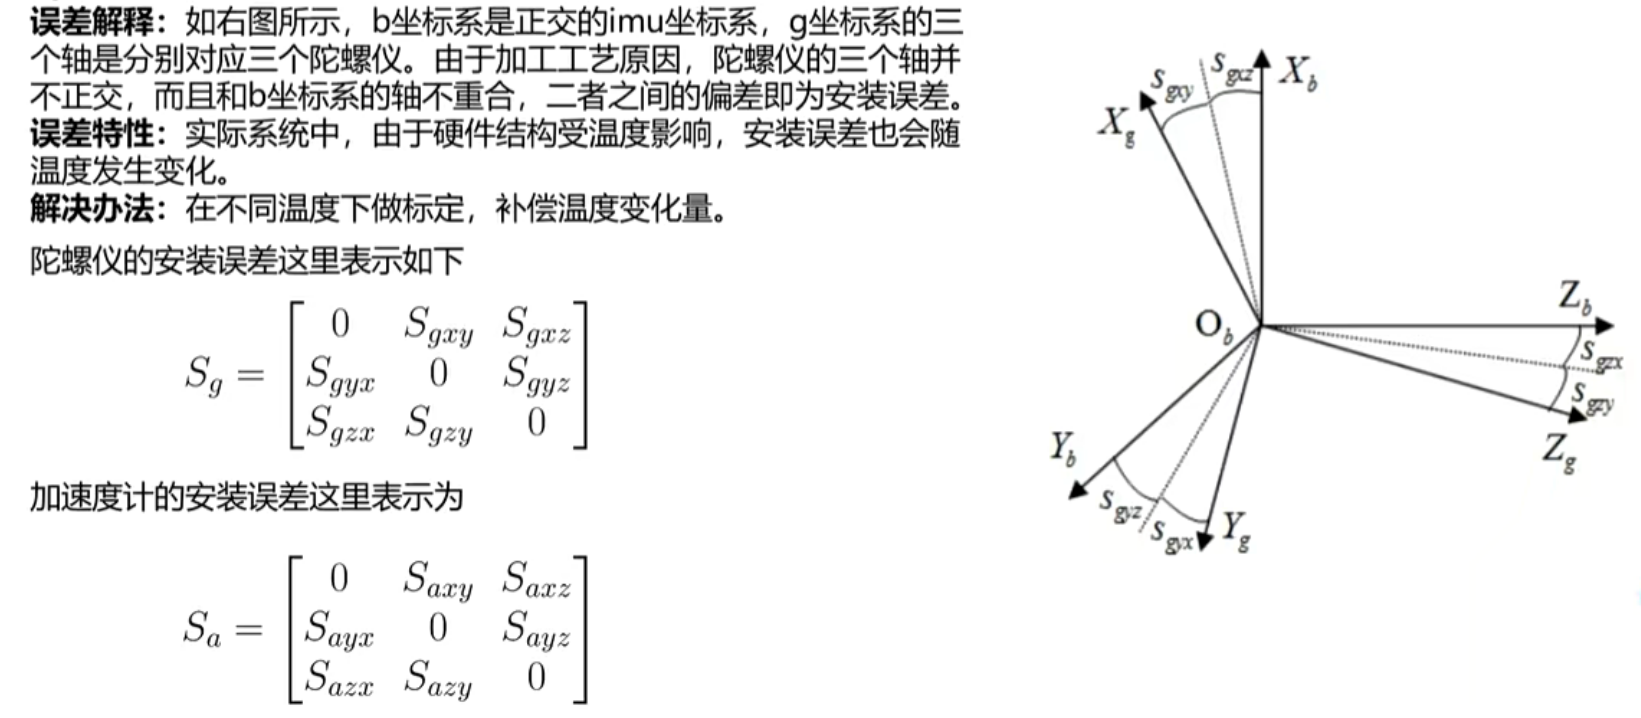 误差解释：如右图所示，b坐标系是正交的imu坐标系，g坐标系的三
个轴是分别对应三个陀螺仪。由于加工工艺原因，陀螺仪的三个轴并
不正交，而且和b坐标系的轴不重合，二者之间的偏差即为安装误差。
误差特性：实际系统中，由于硬件结构受温度影响，安装误差也会随
温度发生变化。
解决办法：在不同温度下做标定，补偿温度变化量。
陀螺仪的安装误差这里表示如下
0 S_{gxy} S_{gxz}
S_g = S_{gyx} 0 S_{gyz}
S_{gzx} S_{gzy} 0
加速度计的安装误差这里表示为
0 S_{axy} S_{axz}
S_a = S_{ayx} 0 S_{ayz}
S_{azx} S_{azy} 0
S_{gxy} S_{gxz} X_b
X_g
Z_b
O_b
S_{gzx}
S_{gzy}
Z_g
Y_b
S_{gyz}
S_{gyx} Y_g